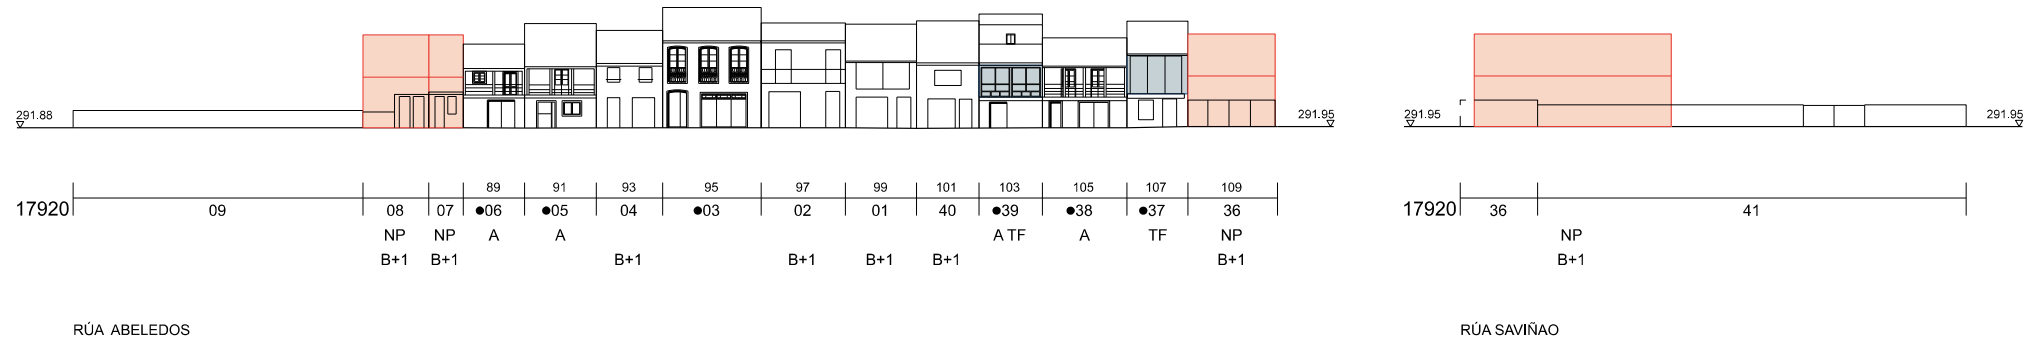 291.88 291.95 291.95 291.95
89 91 93 95 97 99 101 103 105 107 109
17920 09 08 07 ●06 ●05 04 ●03 02 01 40 ●39 ●38 ●37 36 17920 36 41
NP NP A A A TF A TF NP NP
B+1 B+1 B+1 B+1 B+1 B+1 B+1 B+1
RÚA ABELEDOS RÚA SAVIÑAO